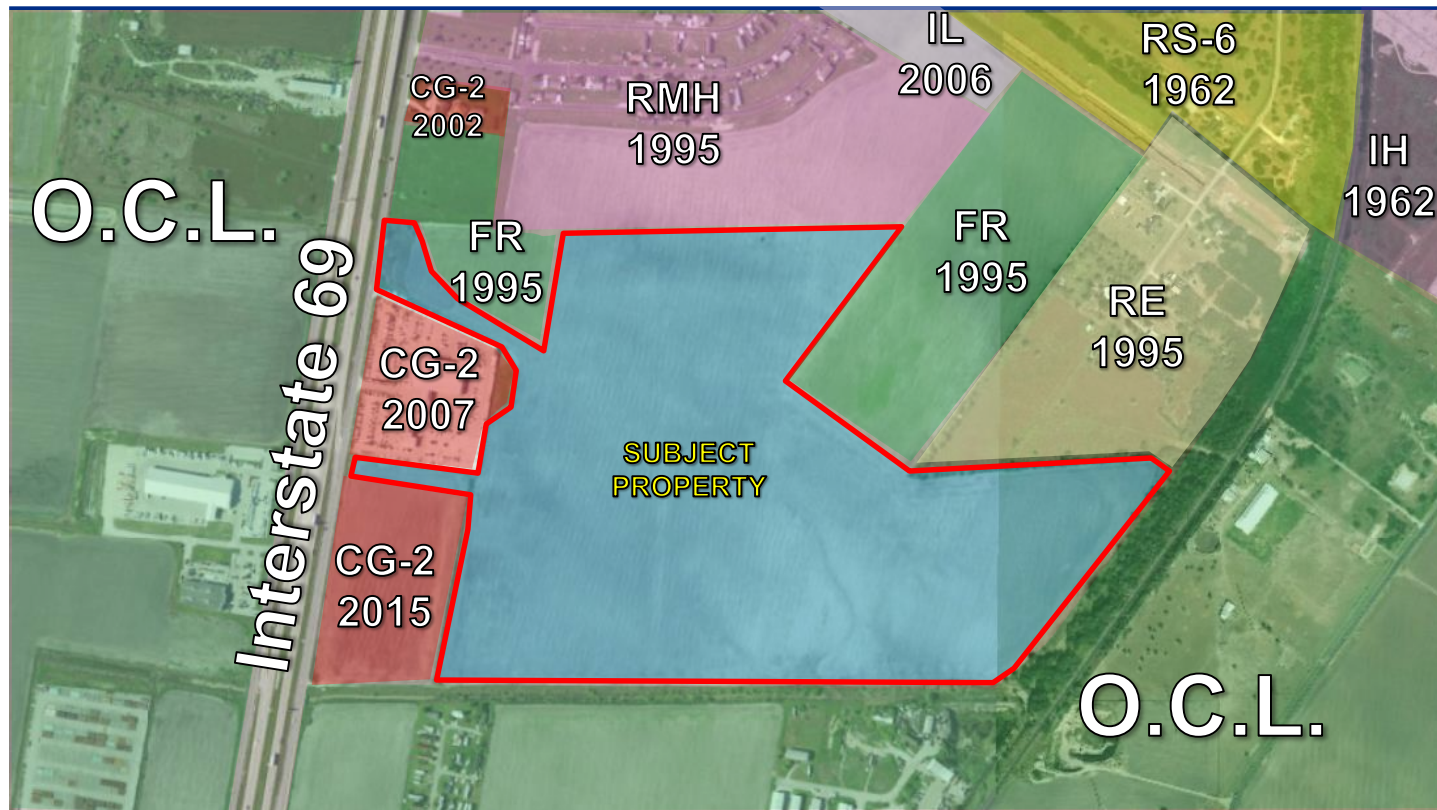 IL
2006
RS-6
1962
CG-2
2002
RMH
1995
IH
1962
O.C.L.
FR
1995
FR
1995
Interstate 69
RE
1995
CG-2
2007
SUBJECT
PROPERTY
CG-2
2015
O.C.L.